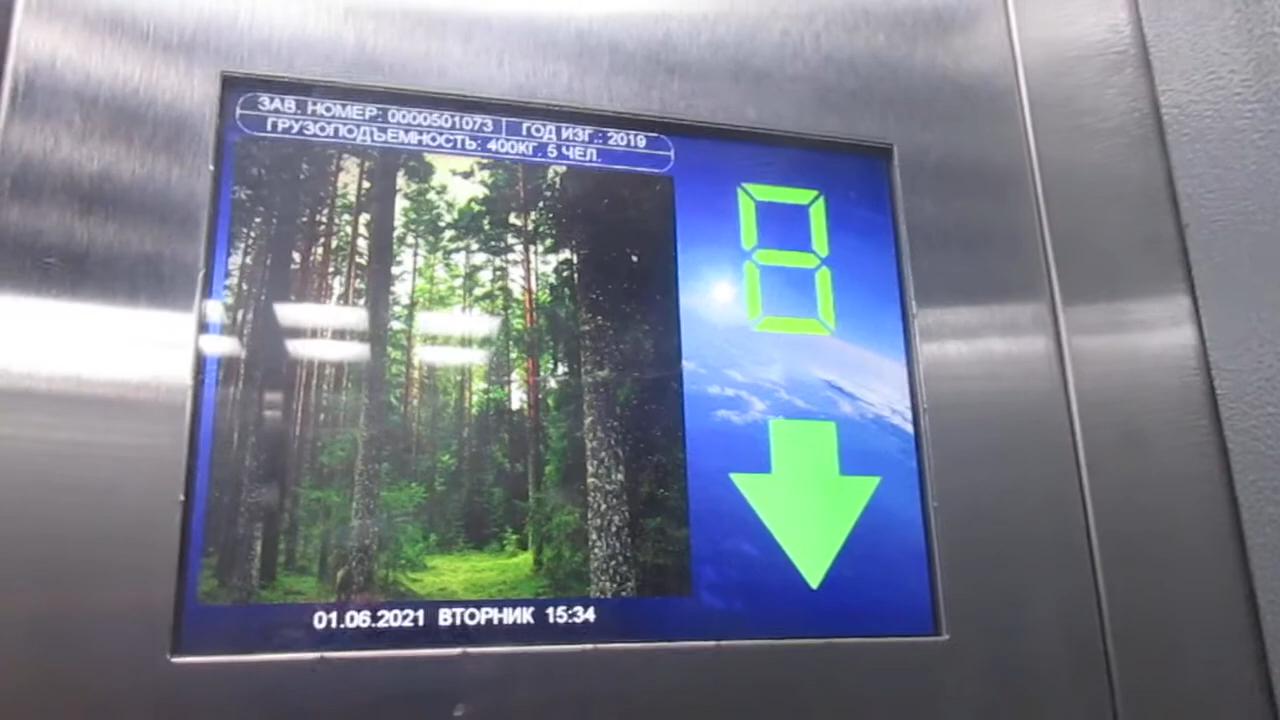 ЗАВ. НОМЕР: 0000501073 ГОД ИЗГ.: 2019
ГРУЗОПОДЪЕМНОСТЬ: 400КГ, 5 ЧЕЛ.
8
01.06.2021 ВТОРНИК 15:34